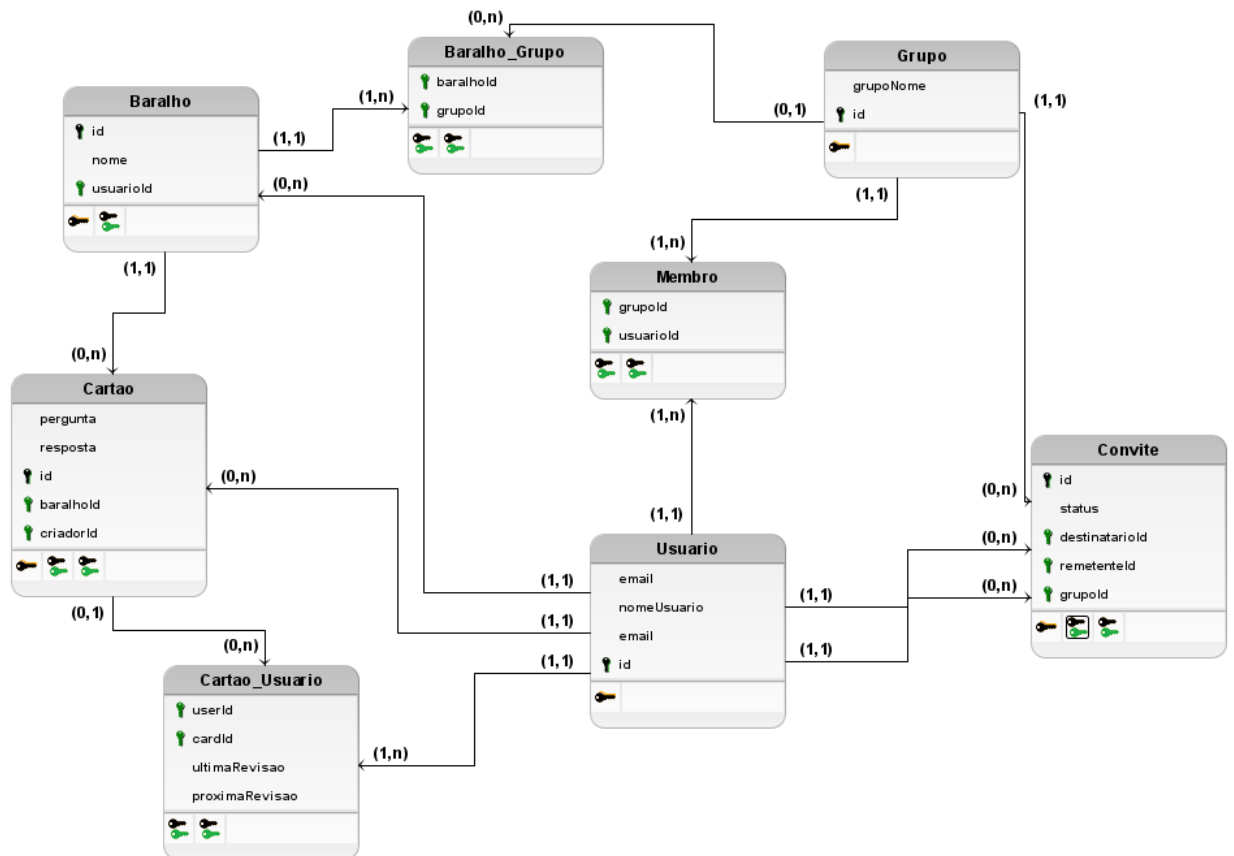 (0,n)
Baralho_Grupo
baralhoId
grupoId
Grupo
grupoNome
id
(1,1)
(0,1)
(1,n)
Baralho
id
nome
usuarioId
(1,1)
(0,n)
(1,1)
(1,1)
(1,n)
Membro
grupoId
usuarioId
(1,n)
(0,n)
Cartao
pergunta
resposta
id
baralhoId
criadorId
(0,n)
(0,1)
(1,1)
Usuario
email
nomeUsuario
email
id
(1,1)
(1,1)
(1,1)
(1,1)
(1,1)
Convite
id
status
destinatarioId
remetenteId
grupoId
(0,n)
(0,n)
(0,n)
(0,n)
Cartao_Usuario
userId
cardId
ultimaRevisao
proximaRevisao
(1,n)